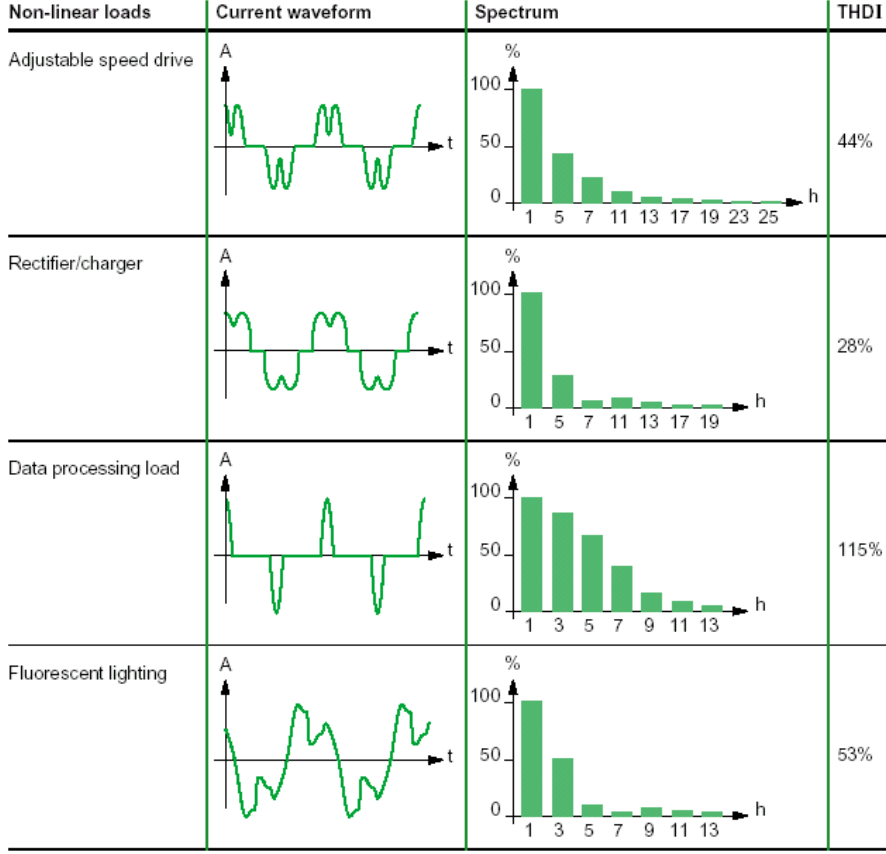 Non-linear loads Current waveform Spectrum THDI
Adjustable speed drive
A
t
%
100
50
0
1 5 7 11 13 17 19 23 25
h
44%
Rectifier/charger
A
t
%
100
50
0
1 5 7 11 13 17 19
h
28%
Data processing load
A
t
%
100
50
0
1 3 5 7 9 11 13
h
115%
Fluorescent lighting
A
t
%
100
50
0
1 3 5 7 9 11 13
h
53%